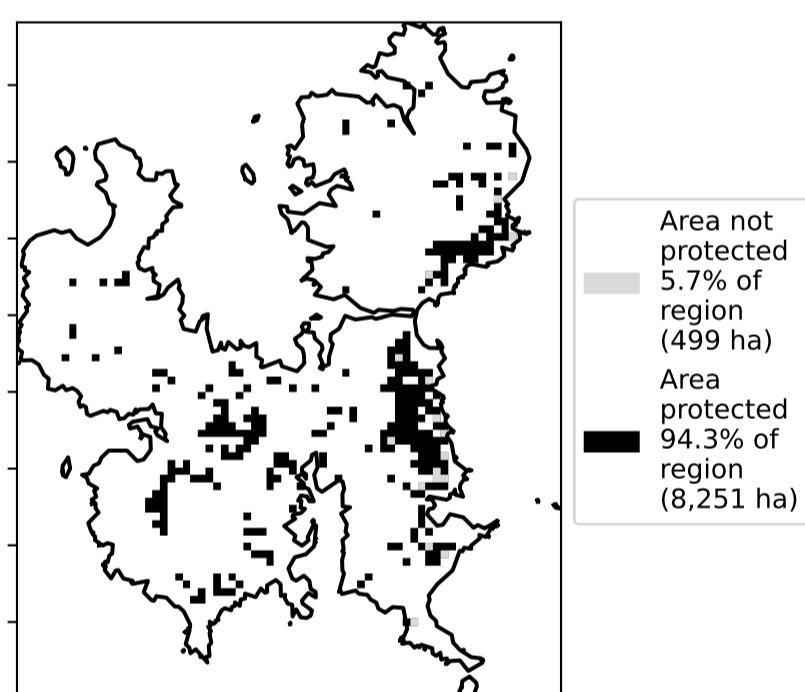 Area not
protected
5.7% of
region
(499 ha)
Area
protected
94.3% of
region
(8,251 ha)